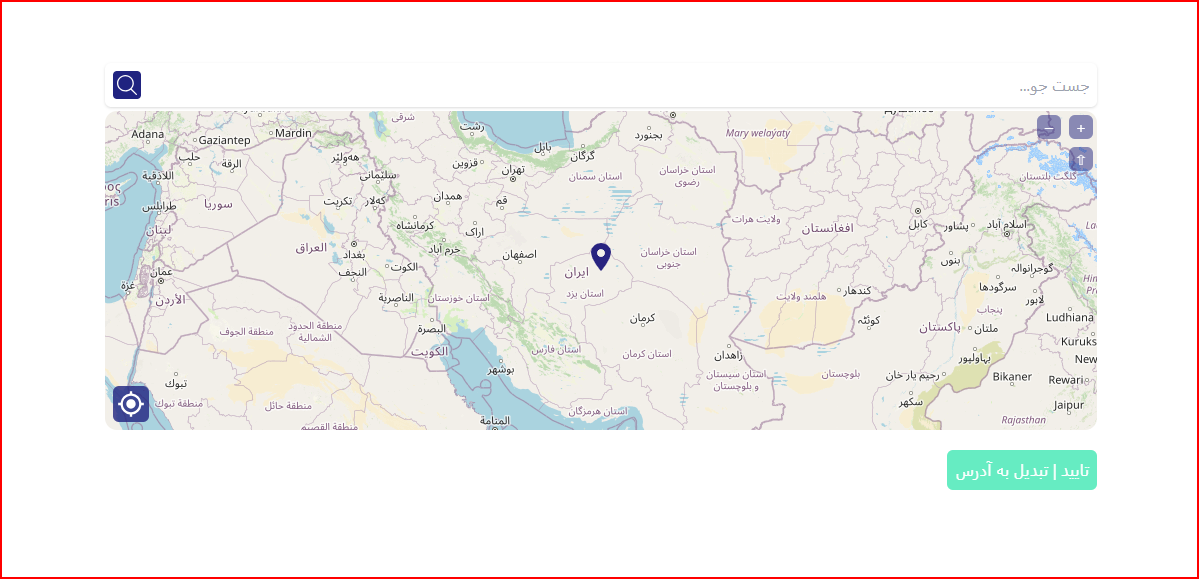 جست جو...
+
–
⇧
شرقی
Adana
Gaziantep
Mardin
رشت
بابل
گرگان
بجنورد
Mary welaýaty
حلب
الرقة
هەولێر
قزوین
تهران
استان سمنان
استان خراسان
رضوی
گلگت بلتستان
اللاذقية
سلێمانی
سوريا
طرابلس
تكريت
کەلار
همدان
قم
ولایت هرات
کابل
پشاور
اسلام آباد
لبنان
کرمانشاه
اراک
افغانستان
العراق
بغداد
خرم آباد
اصفهان
استان خراسان
جنوبی
بنوں
گوجرانوالہ
عمان
النجف
الكوت
ایران
غزة
الأردن
الناصرية
استان خوزستان
استان یزد
هلمند ولایت
کندهار
سرگودها
لاہور
پنجاب
Ludhiana
منطقة الجوف
منطقة الحدود
الشمالية
البصرة
کرمان
کوئٹہ
پاکستان
ملتان
Kuruks
الكويت
استان فارس
استان کرمان
زاهدان
بہاولپور
New
تبوك
بوشهر
استان سیستان
و بلوچستان
بلوچستان
رحیم یار خان
Bikaner
Rewari
منطقة تبوك
منطقة حائل
استان هرمزگان
سکھر
Jaipur
المنامة
منطقة القصيم
Rajasthan
تایید | تبدیل به آدرس